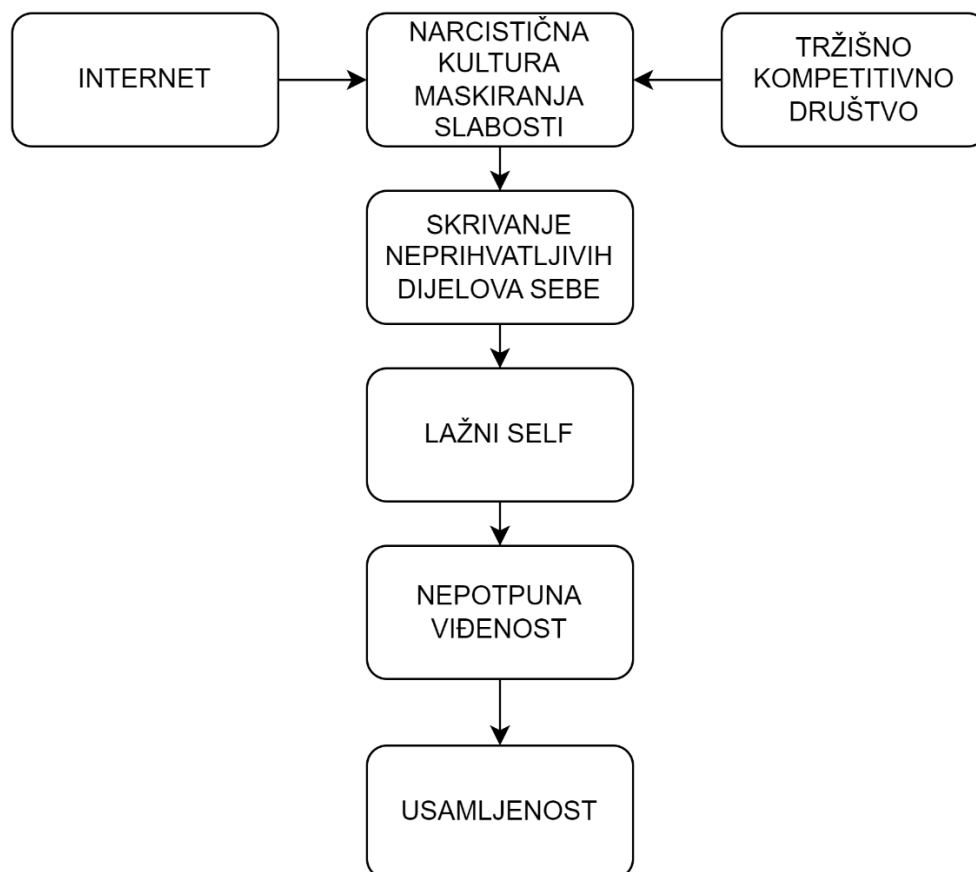 INTERNET
NARCISTIČNA
KULTURA
MASKIRANJA
SLABOSTI
TRŽIŠNO
KOMPETITIVNO
DRUŠTVO
SKRIVANJE
NEPRIHVATLJIVIH
DIJELOVA SEBE
LAŽNI SELF
NEPOTPUNA
VIĐENOST
USAMLJENOST